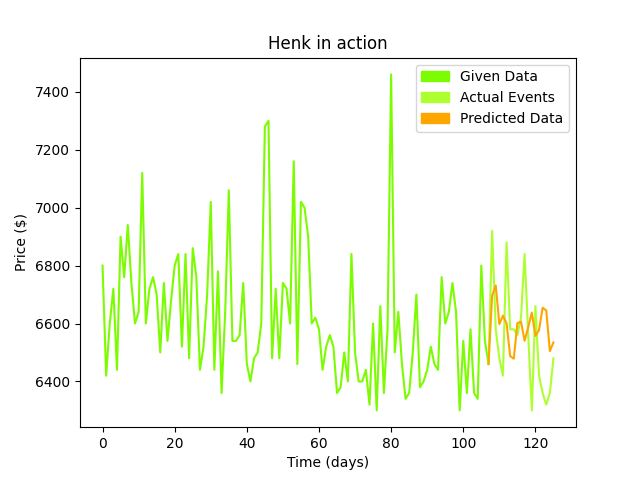 Henk in action
Given Data
Actual Events
Predicted Data
Price ($)
7400
7200
7000
6800
6600
6400
0 20 40 60 80 100 120
Time (days)